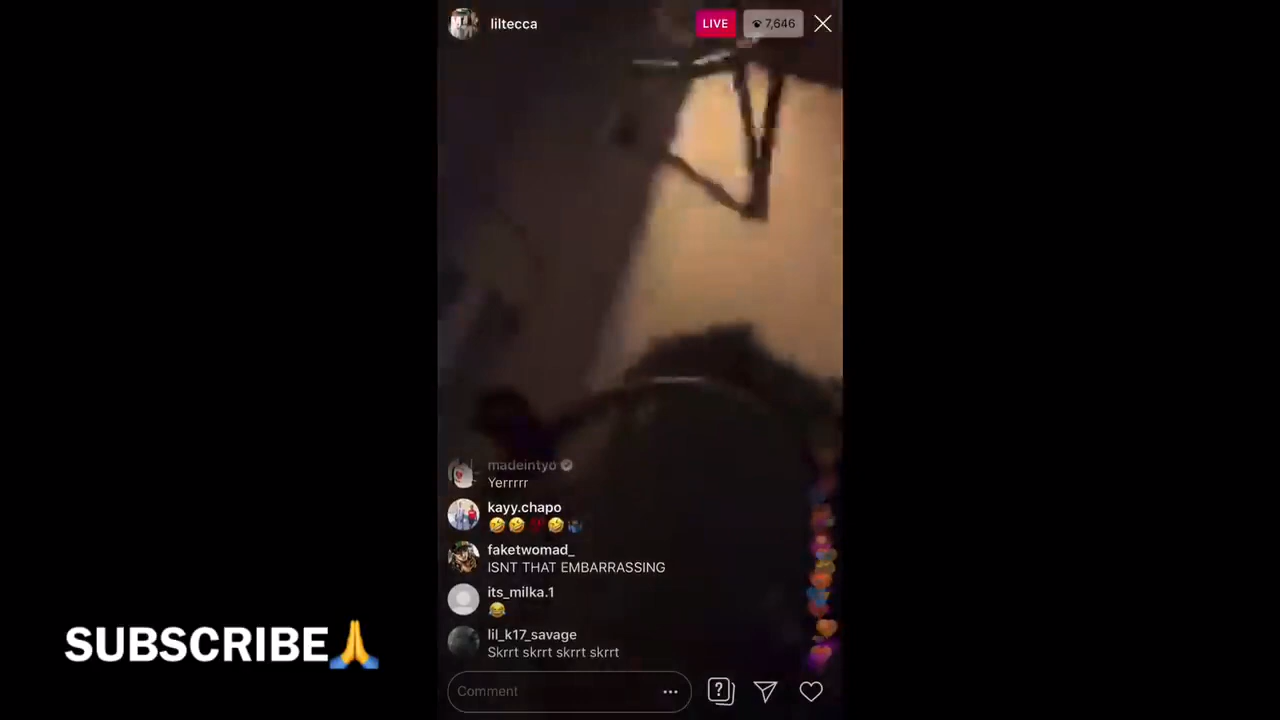 liltecca
LIVE
7,646
madeintyo
Yerrrrr
kayy.chapo
🤣🤣💯🤣
faketwomad_
ISNT THAT EMBARRASSING
its_milka.1
😂
lil_k17_savage
Skrrt skrrt skrrt skrrt
Comment
SUBSCRIBE🙏